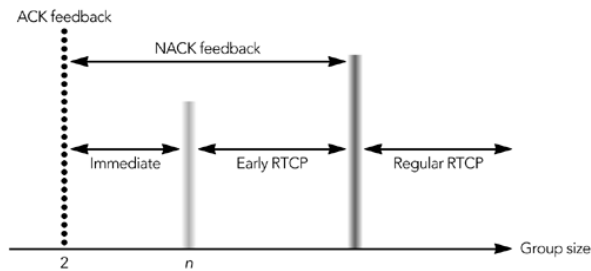 ACK feedback
NACK feedback
Immediate
Early RTCP
Regular RTCP
Group size
2
n